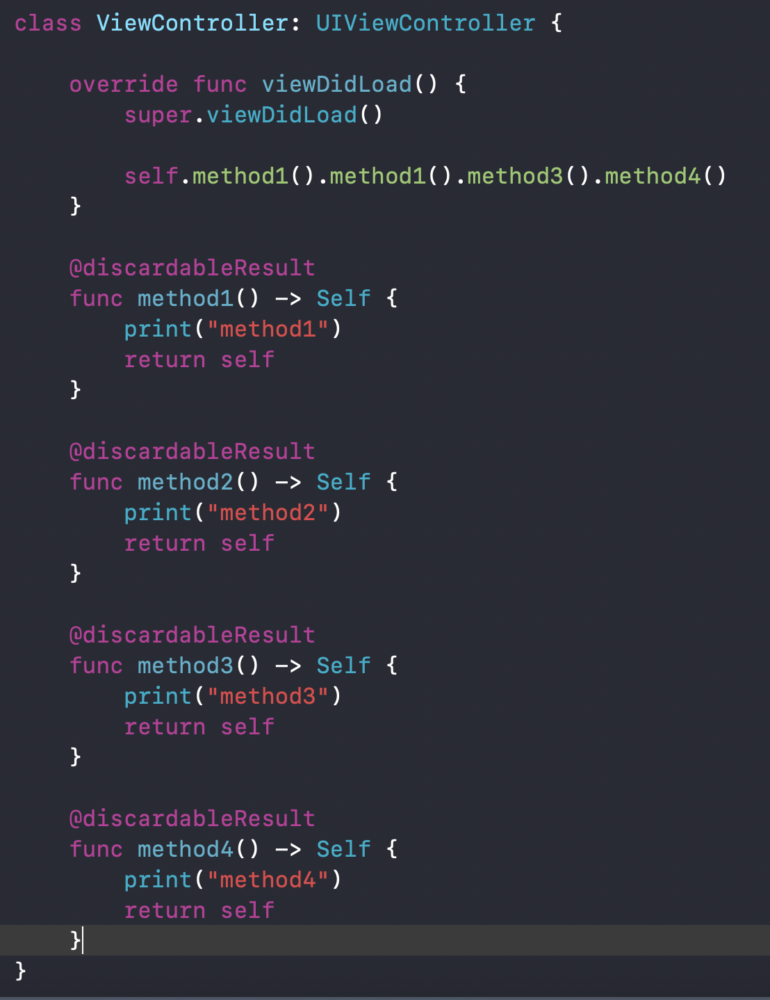 class ViewController: UIViewController {
override func viewDidLoad() {
super.viewDidLoad()
self.method1().method1().method3().method4()
}
@discardableResult
func method1() -> Self {
print("method1")
return self
}
@discardableResult
func method2() -> Self {
print("method2")
return self
}
@discardableResult
func method3() -> Self {
print("method3")
return self
}
@discardableResult
func method4() -> Self {
print("method4")
return self
}
}